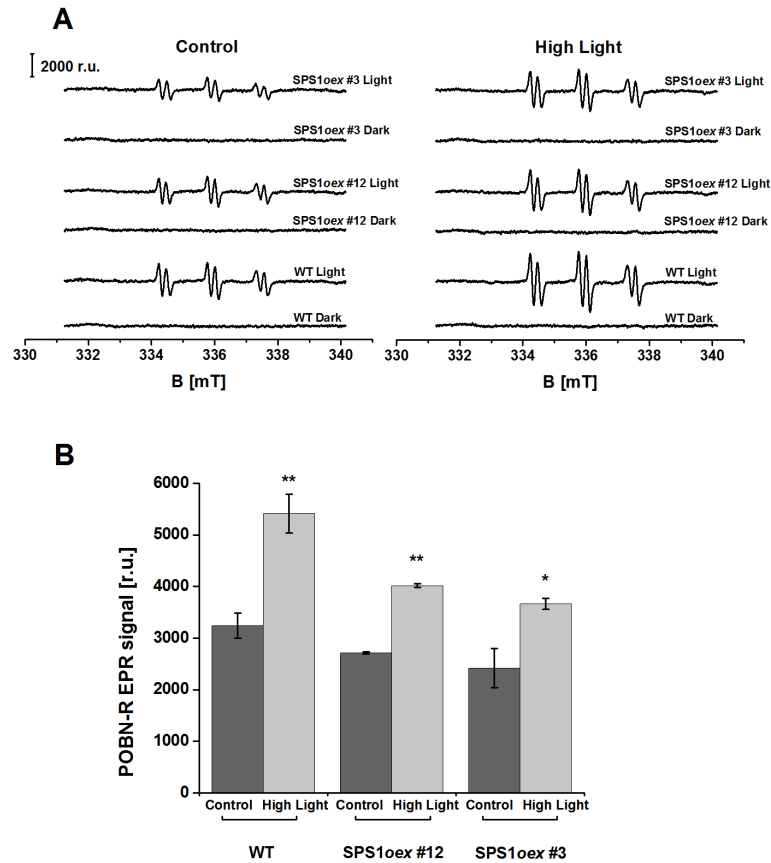 A
Control
High Light
2000 r.u.
SPS1oex #3 Light
SPS1oex #3 Light
SPS1oex #3 Dark
SPS1oex #3 Dark
SPS1oex #12 Light
SPS1oex #12 Light
SPS1oex #12 Dark
SPS1oex #12 Dark
WT Light
WT Light
WT Dark
WT Dark
330 332 334 336 338 340
330 332 334 336 338 340
B [mT]
B [mT]
B
6000
5000
4000
3000
2000
1000
0
POBN-R EPR signal [r.u.]
**
**
*
Control High Light Control High Light Control High Light
WT SPS1oex #12 SPS1oex #3